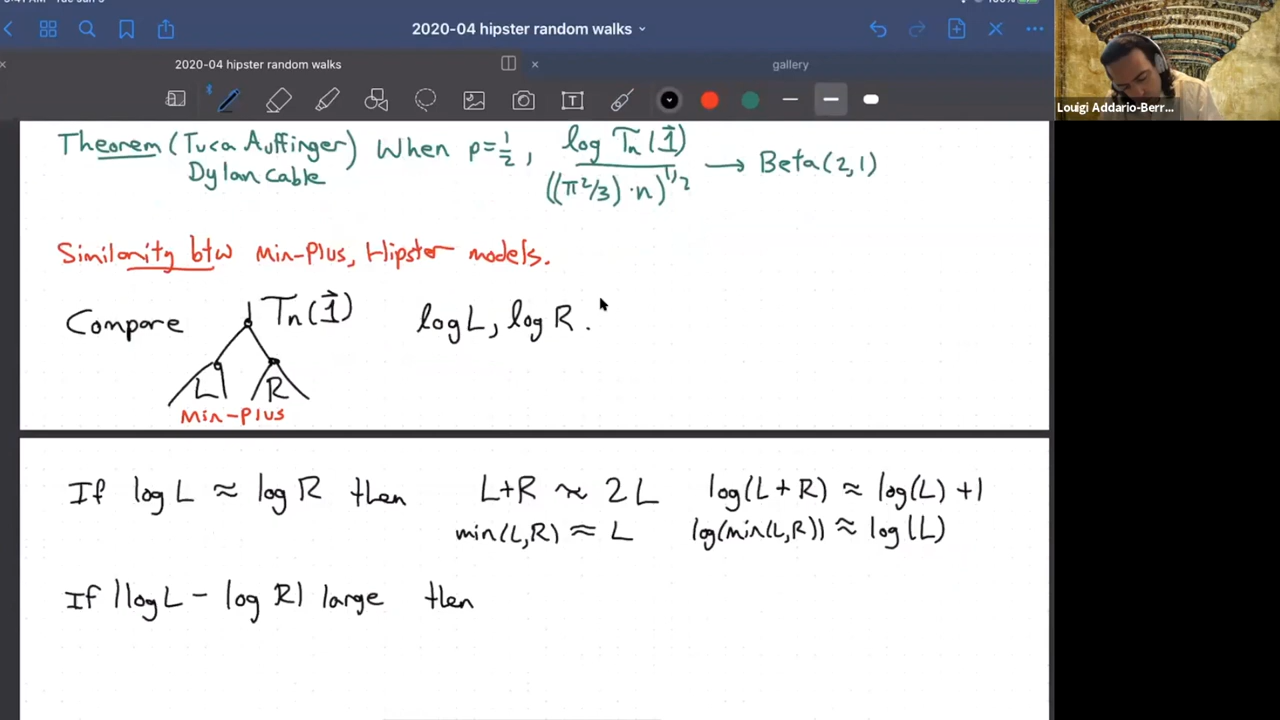 2020-04 hipster random walks
2020-04 hipster random walks
gallery
Louigi Addario-Berr...
Theorem (Tuca Auffinger) When p=1/2, log Tn(1⃗) / ((π²/3)·n)^1/2 → Beta(2,1)
Dylan Cable
Similarity btw Min-Plus, Hipster models.
Compare Tn(1⃗) log L, log R.
L R
Min-Plus
If log L ≈ log R then L+R ≈ 2L log(L+R) ≈ log(L)+1
min(L,R) ≈ L log(min(L,R)) ≈ log(L)
If |log L - log R| large then